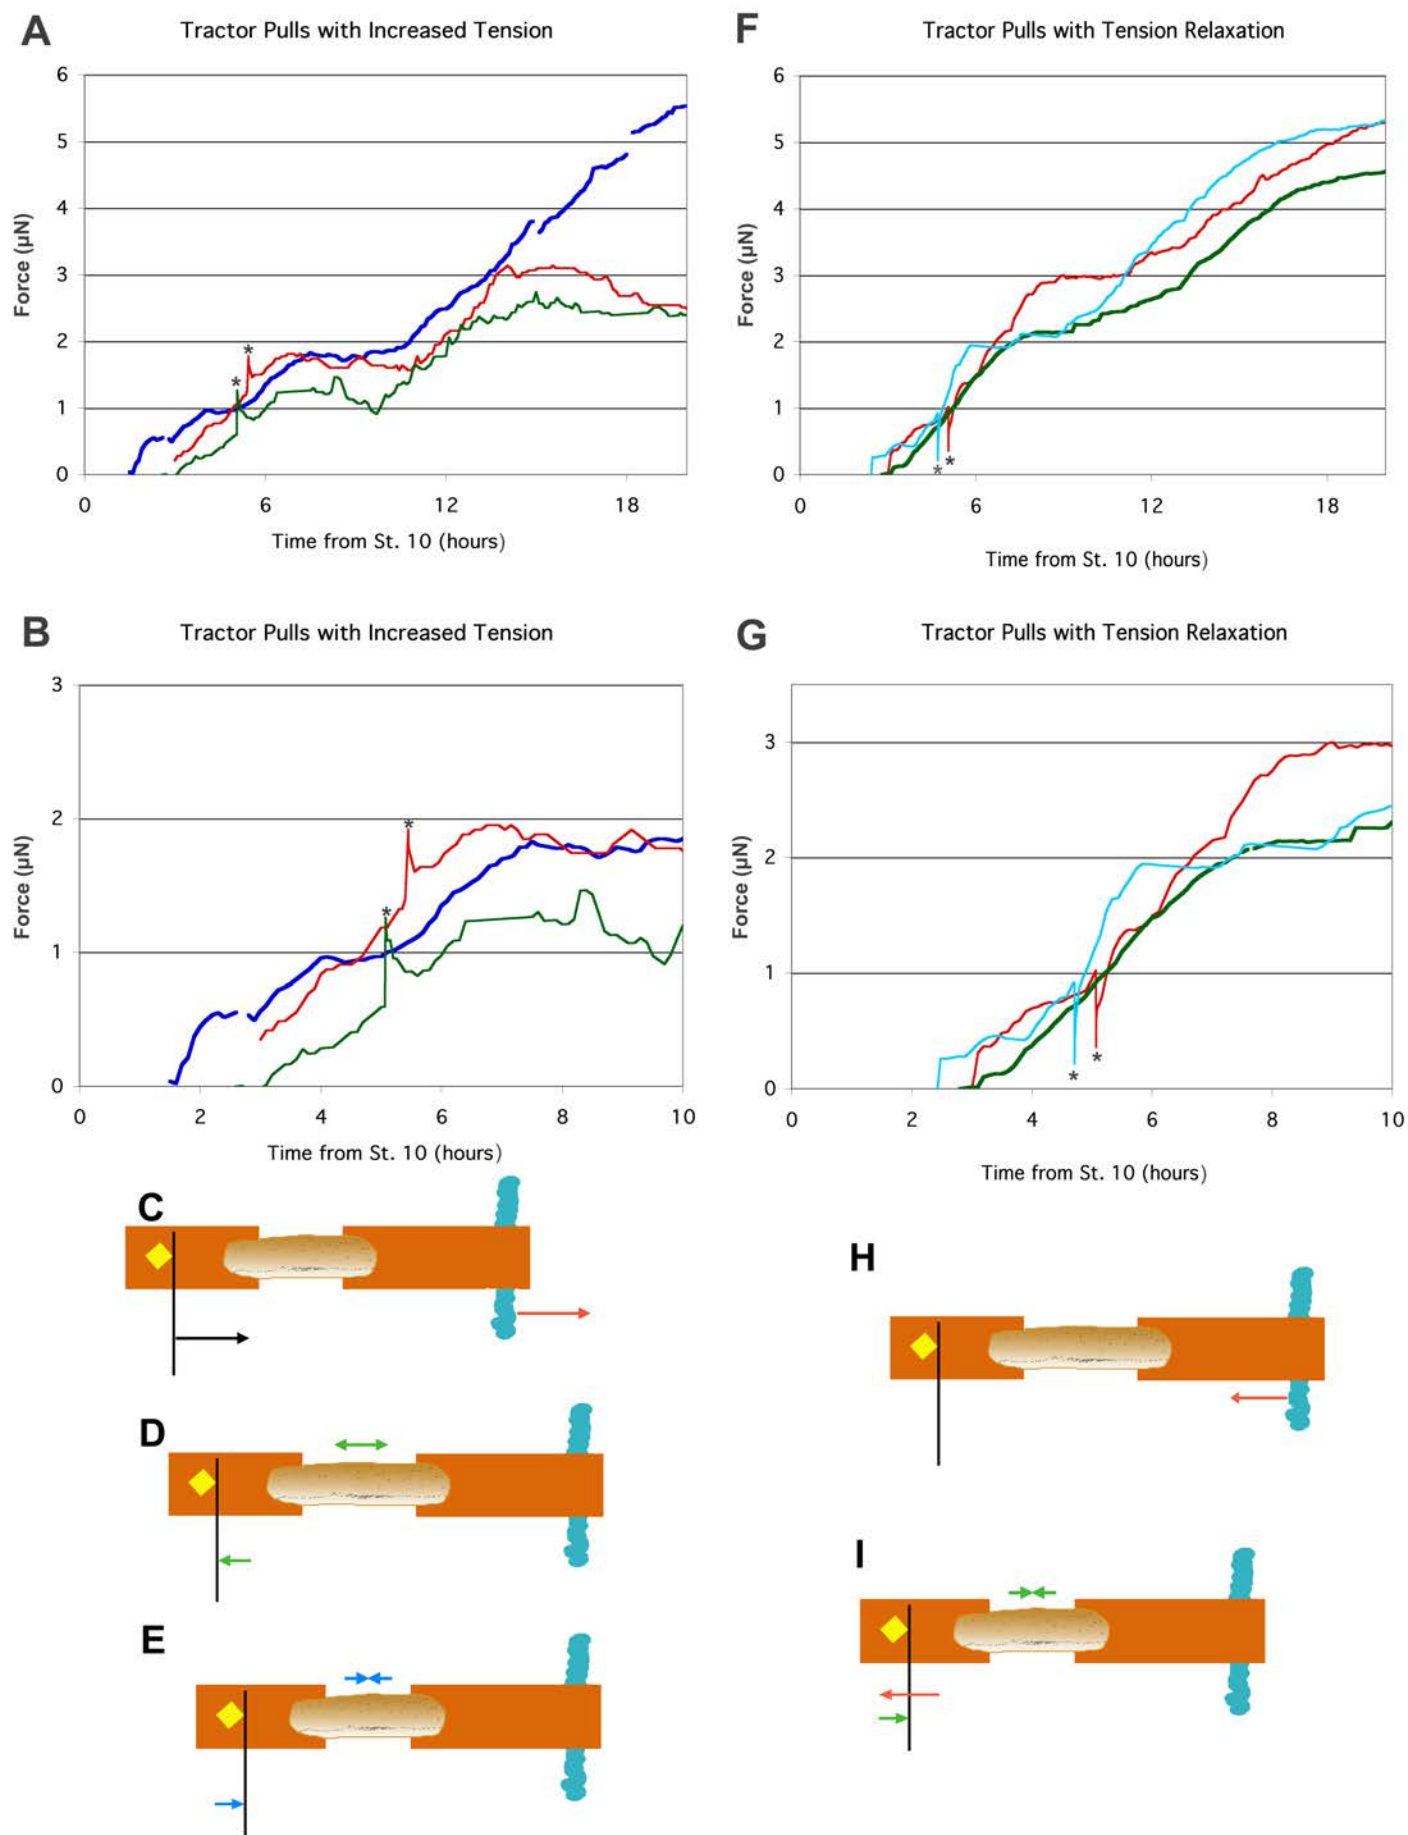 A
Tractor Pulls with Increased Tension
6
5
4
3
2
1
0
Force (µN)
*
*
0 6 12 18
Time from St. 10 (hours)
F
Tractor Pulls with Tension Relaxation
6
5
4
3
2
1
0
Force (µN)
* *
0 6 12 18
Time from St. 10 (hours)
B
Tractor Pulls with Increased Tension
3
2
1
0
Force (µN)
*
*
0 2 4 6 8 10
Time from St. 10 (hours)
G
Tractor Pulls with Tension Relaxation
3
2
1
0
Force (µN)
* *
0 2 4 6 8 10
Time from St. 10 (hours)
C
D
E
H
I